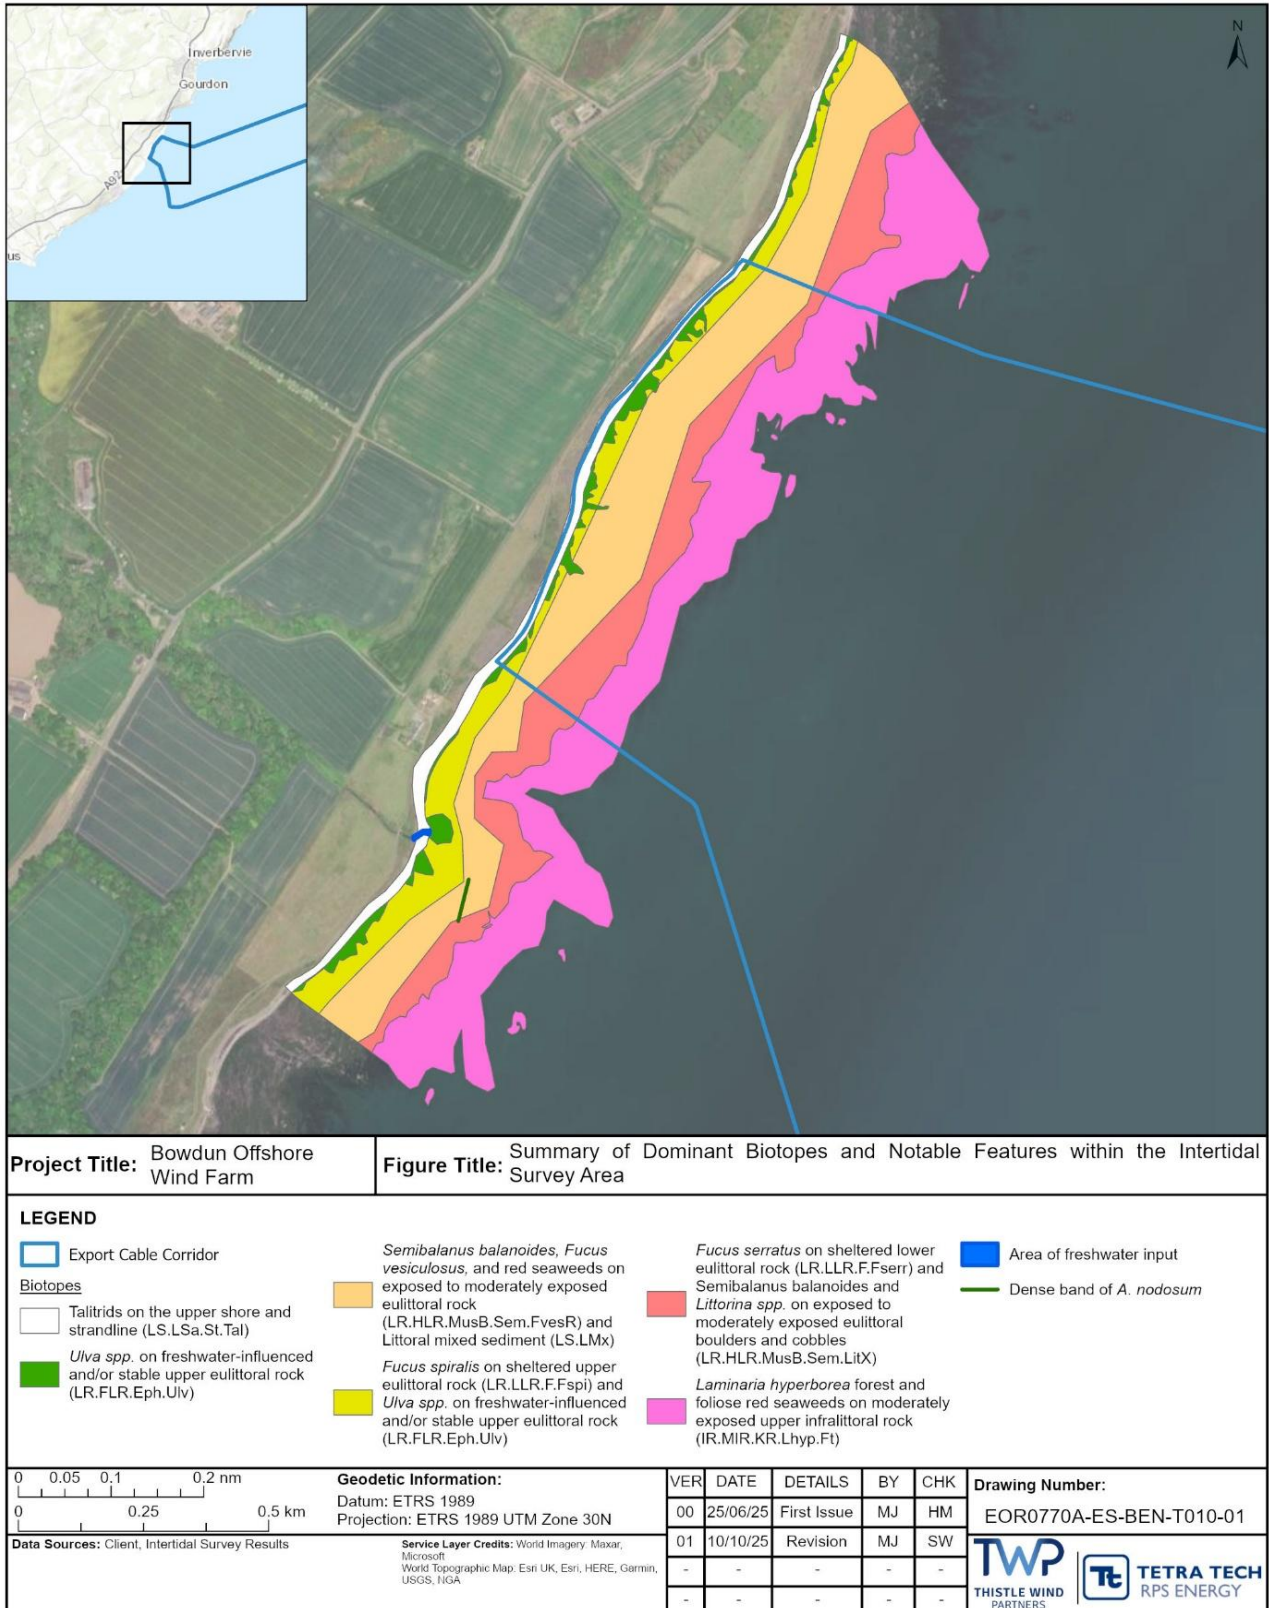 Inverbervie
Gourdon
A92
us
N
Project Title: Bowdun Offshore
Wind Farm
Figure Title: Summary of Dominant Biotopes and Notable Features within the Intertidal
Survey Area
LEGEND
Export Cable Corridor
Biotopes
Talitrids on the upper shore and
strandline (LS.LSa.St.Tal)
Ulva spp. on freshwater-influenced
and/or stable upper eulittoral rock
(LR.FLR.Eph.Ulv)
Semibalanus balanoides, Fucus
vesiculosus, and red seaweeds on
exposed to moderately exposed
eulittoral rock
(LR.HLR.MusB.Sem.FvesR) and
Littoral mixed sediment (LS.LMx)
Fucus spiralis on sheltered upper
eulittoral rock (LR.LLR.F.Fspi) and
Ulva spp. on freshwater-influenced
and/or stable upper eulittoral rock
(LR.FLR.Eph.Ulv)
Fucus serratus on sheltered lower
eulittoral rock (LR.LLR.F.Fserr) and
Semibalanus balanoides and
Littorina spp. on exposed to
moderately exposed eulittoral
boulders and cobbles
(LR.HLR.MusB.Sem.LitX)
Laminaria hyperborea forest and
foliose red seaweeds on moderately
exposed upper infralittoral rock
(IR.MIR.KR.Lhyp.Ft)
Area of freshwater input
Dense band of A. nodosum
0 0.05 0.1 0.2 nm
0 0.25 0.5 km
Geodetic Information:
Datum: ETRS 1989
Projection: ETRS 1989 UTM Zone 30N
Data Sources: Client, Intertidal Survey Results
Service Layer Credits: World Imagery: Maxar,
Microsoft
World Topographic Map: Esri UK, Esri, HERE, Garmin,
USGS, NGA
VER DATE DETAILS BY CHK
00 25/06/25 First Issue MJ HM
01 10/10/25 Revision MJ SW
- - - - -
- - - - -
Drawing Number:
EOR0770A-ES-BEN-T010-01
TWP
THISTLE WIND
PARTNERS
Tt
TETRA TECH
RPS ENERGY